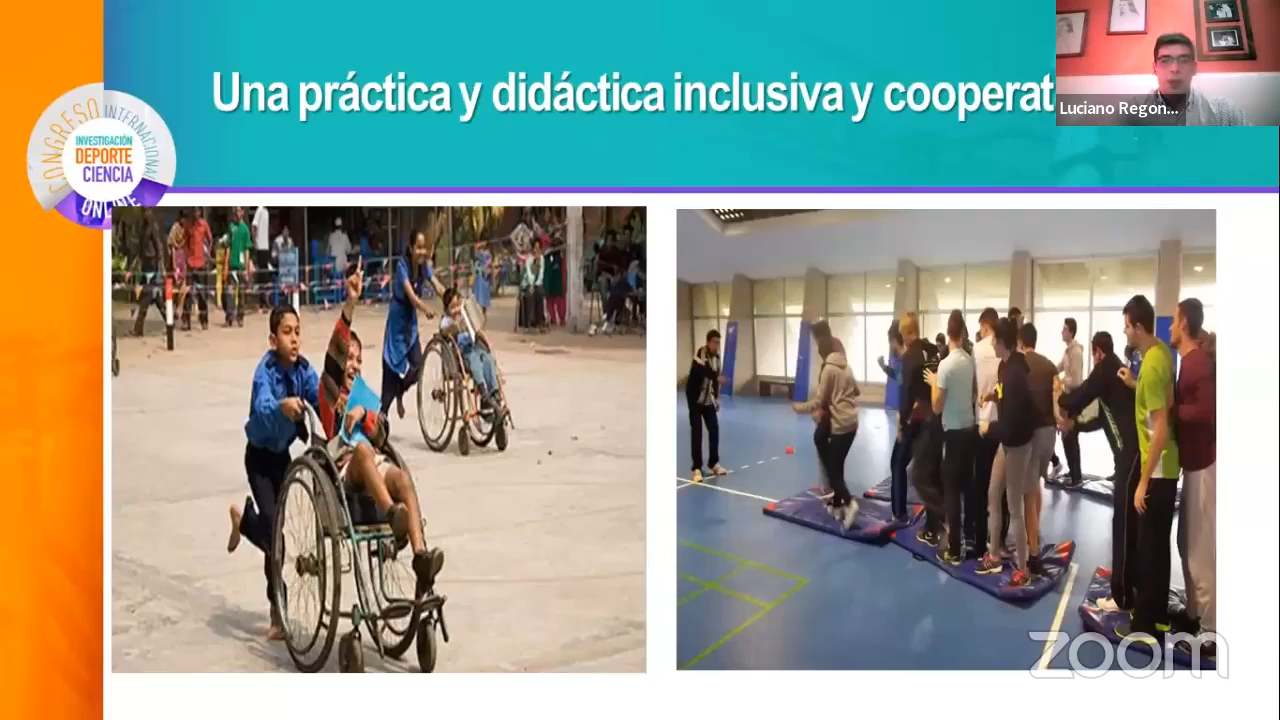 Una práctica y didáctica inclusiva y cooperat
Luciano Regon...
CONGRESO INTERNACIONAL
INVESTIGACIÓN
DEPORTE
CIENCIA
ONLINE
zoom